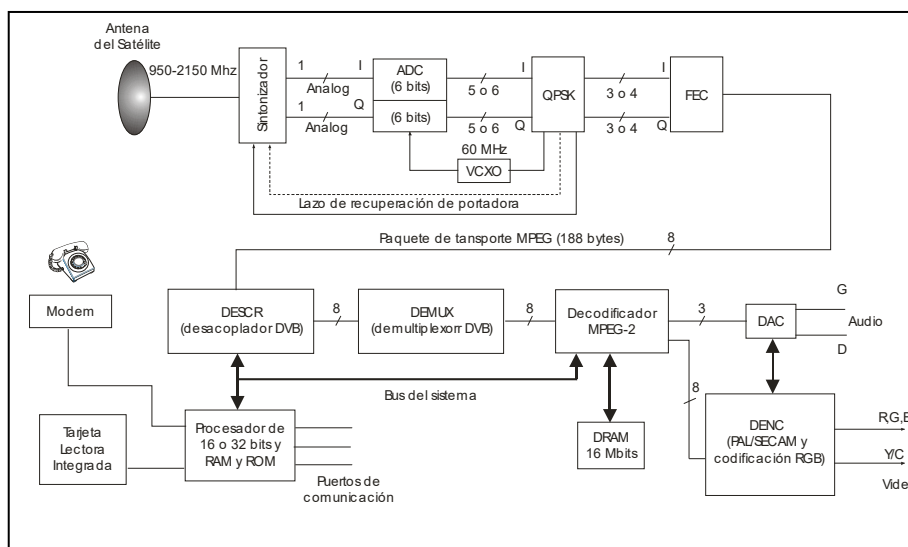 Antena
del Satélite
950-2150 Mhz
Sintonizador
1
Analog
1
Analog
I
Q
ADC
(6 bits)
(6 bits)
5 o 6
5 o 6
I
Q
QPSK
3 o 4
3 o 4
I
Q
FEC
60 MHz
VCXO
Lazo de recuperación de portadora
Paquete de tansporte MPEG (188 bytes)
8
Modem
DESCR
(desacoplador DVB)
8
DEMUX
(demultiplexorr DVB)
8
Decodificador
MPEG-2
3
DAC
G
Audio
D
Bus del sistema
8
Tarjeta
Lectora
Integrada
Procesador de
16 o 32 bits y
RAM y ROM
Puertos de
comunicación
DRAM
16 Mbits
DENC
(PAL/SECAM y
codificación RGB)
R,G,B
Y/C
Vide